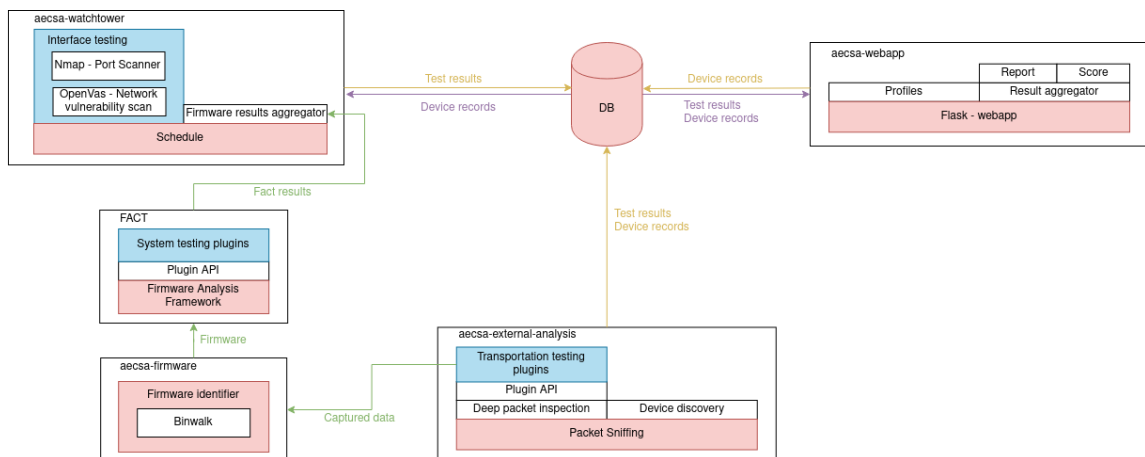 aecsa-watchtower
Interface testing
Nmap - Port Scanner
OpenVas - Network
vulnerability scan
Firmware results aggregator
Schedule
Test results
Device records
DB
Device records
Test results
Device records
aecsa-webapp
Report
Score
Profiles
Result aggregator
Flask - webapp
Fact results
FACT
System testing plugins
Plugin API
Firmware Analysis
Framework
Test results
Device records
Firmware
aecsa-firmware
Firmware identifier
Binwalk
Captured data
aecsa-external-analysis
Transportation testing
plugins
Plugin API
Deep packet inspection
Device discovery
Packet Sniffing